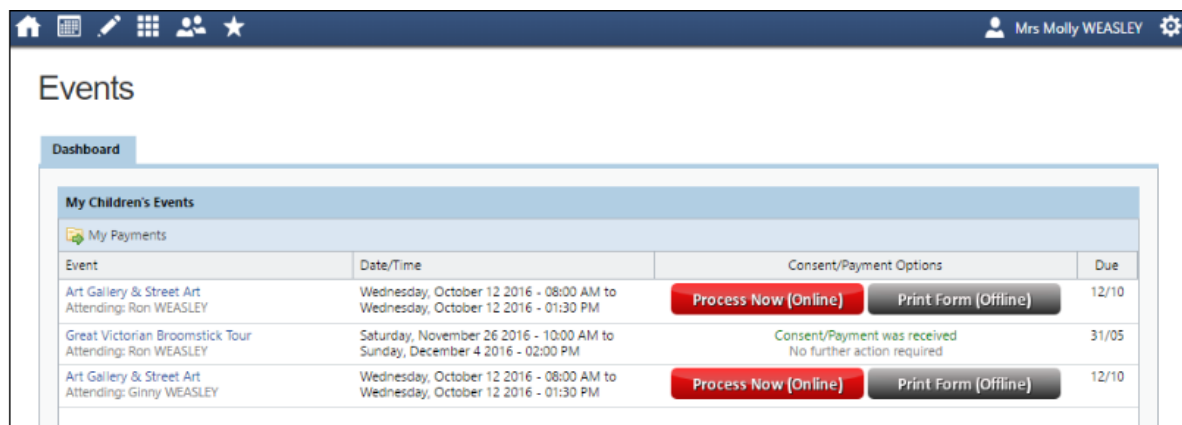 Mrs Molly WEASLEY
Events
Dashboard
My Children's Events
My Payments
Event Date/Time Consent/Payment Options Due
Art Gallery & Street Art Wednesday, October 12 2016 - 08:00 AM to Process Now (Online) Print Form (Offline) 12/10
Attending: Ron WEASLEY Wednesday, October 12 2016 - 01:30 PM
Great Victorian Broomstick Tour Saturday, November 26 2016 - 10:00 AM to Consent/Payment was received 31/05
Attending: Ron WEASLEY Sunday, December 4 2016 - 02:00 PM No further action required
Art Gallery & Street Art Wednesday, October 12 2016 - 08:00 AM to Process Now (Online) Print Form (Offline) 12/10
Attending: Ginny WEASLEY Wednesday, October 12 2016 - 01:30 PM